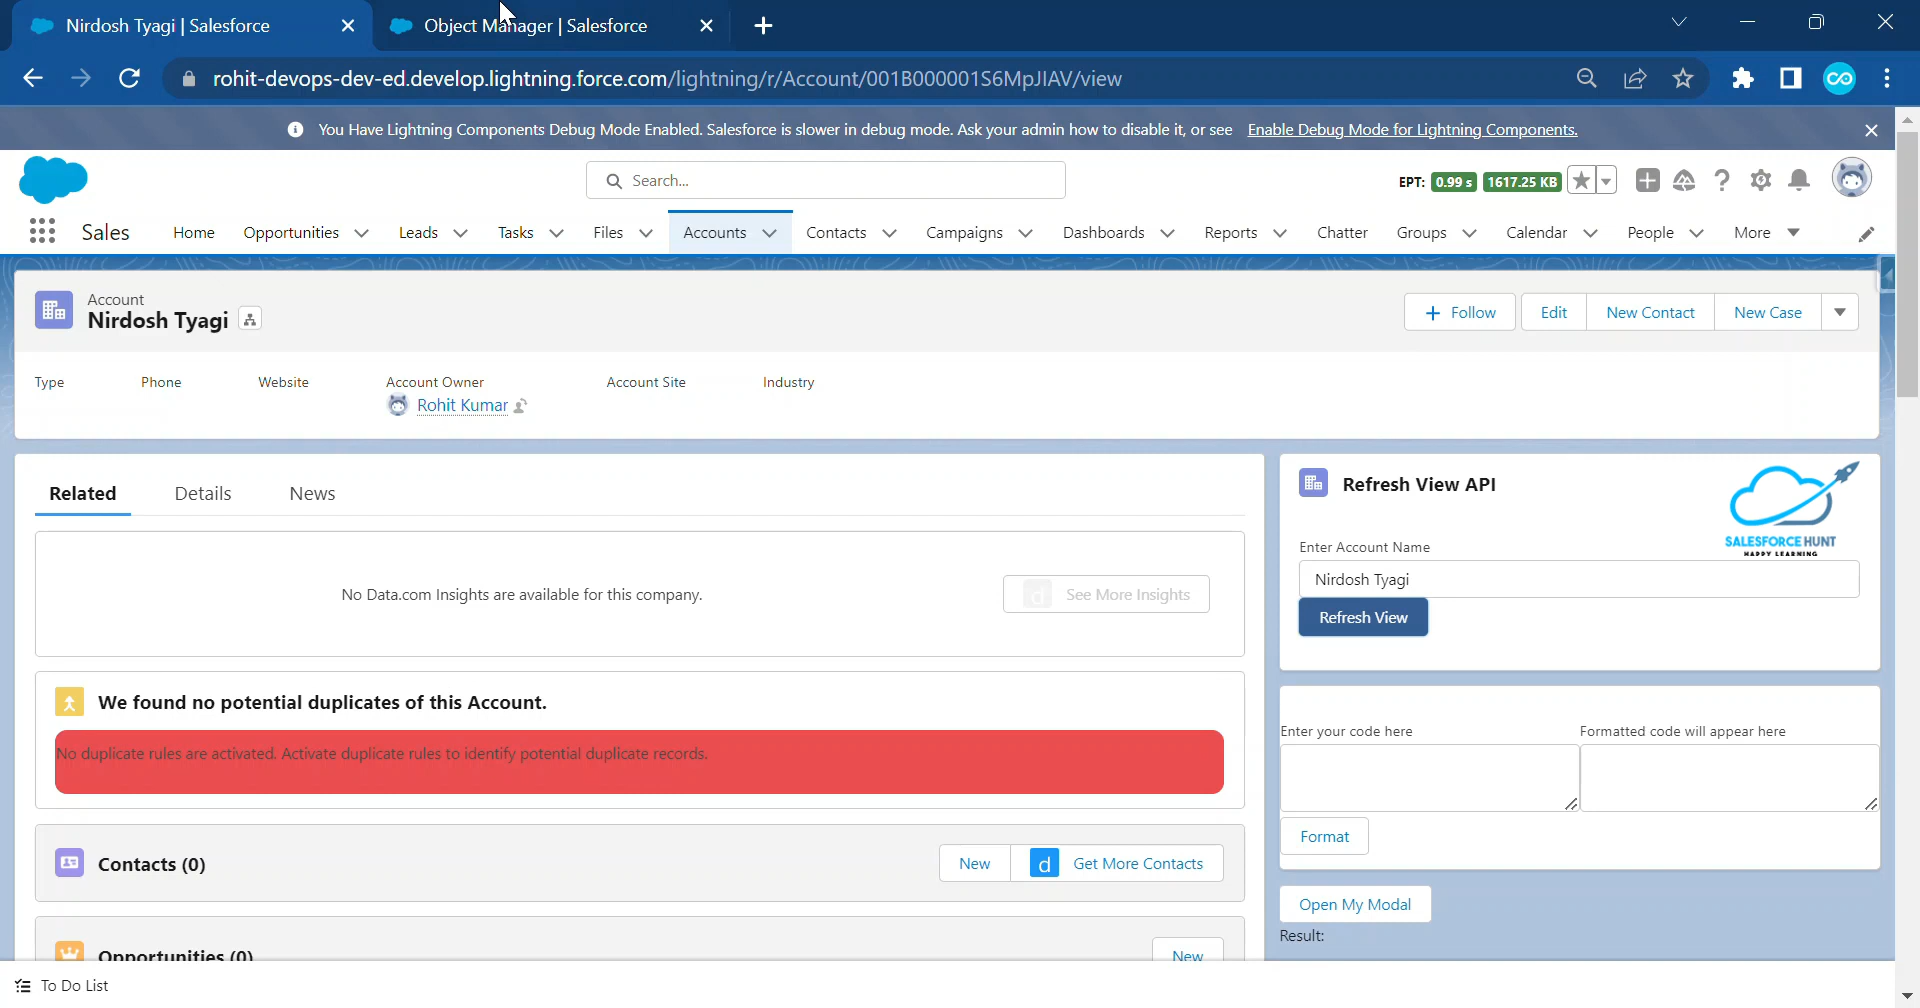 Nirdosh Tyagi | Salesforce
Object Manager | Salesforce
rohit-devops-dev-ed.develop.lightning.force.com/lightning/r/Account/001B000001S6MpJIAV/view
You Have Lightning Components Debug Mode Enabled. Salesforce is slower in debug mode. Ask your admin how to disable it, or see Enable Debug Mode for Lightning Components.
Search...
EPT: 0.99 s 1617.25 KB
Sales Home Opportunities Leads Tasks Files Accounts Contacts Campaigns Dashboards Reports Chatter Groups Calendar People More
Account
Nirdosh Tyagi
+ Follow Edit New Contact New Case
Type Phone Website Account Owner Account Site Industry
Rohit Kumar
Related Details News
No Data.com Insights are available for this company.
d See More Insights
We found no potential duplicates of this Account.
No duplicate rules are activated. Activate duplicate rules to identify potential duplicate records.
Contacts (0)
New d Get More Contacts
Opportunities (0)
New
Refresh View API
SALESFORCE HUNT
HAPPY LEARNING
Enter Account Name
Nirdosh Tyagi
Refresh View
Enter your code here Formatted code will appear here
Format
Open My Modal
Result:
To Do List